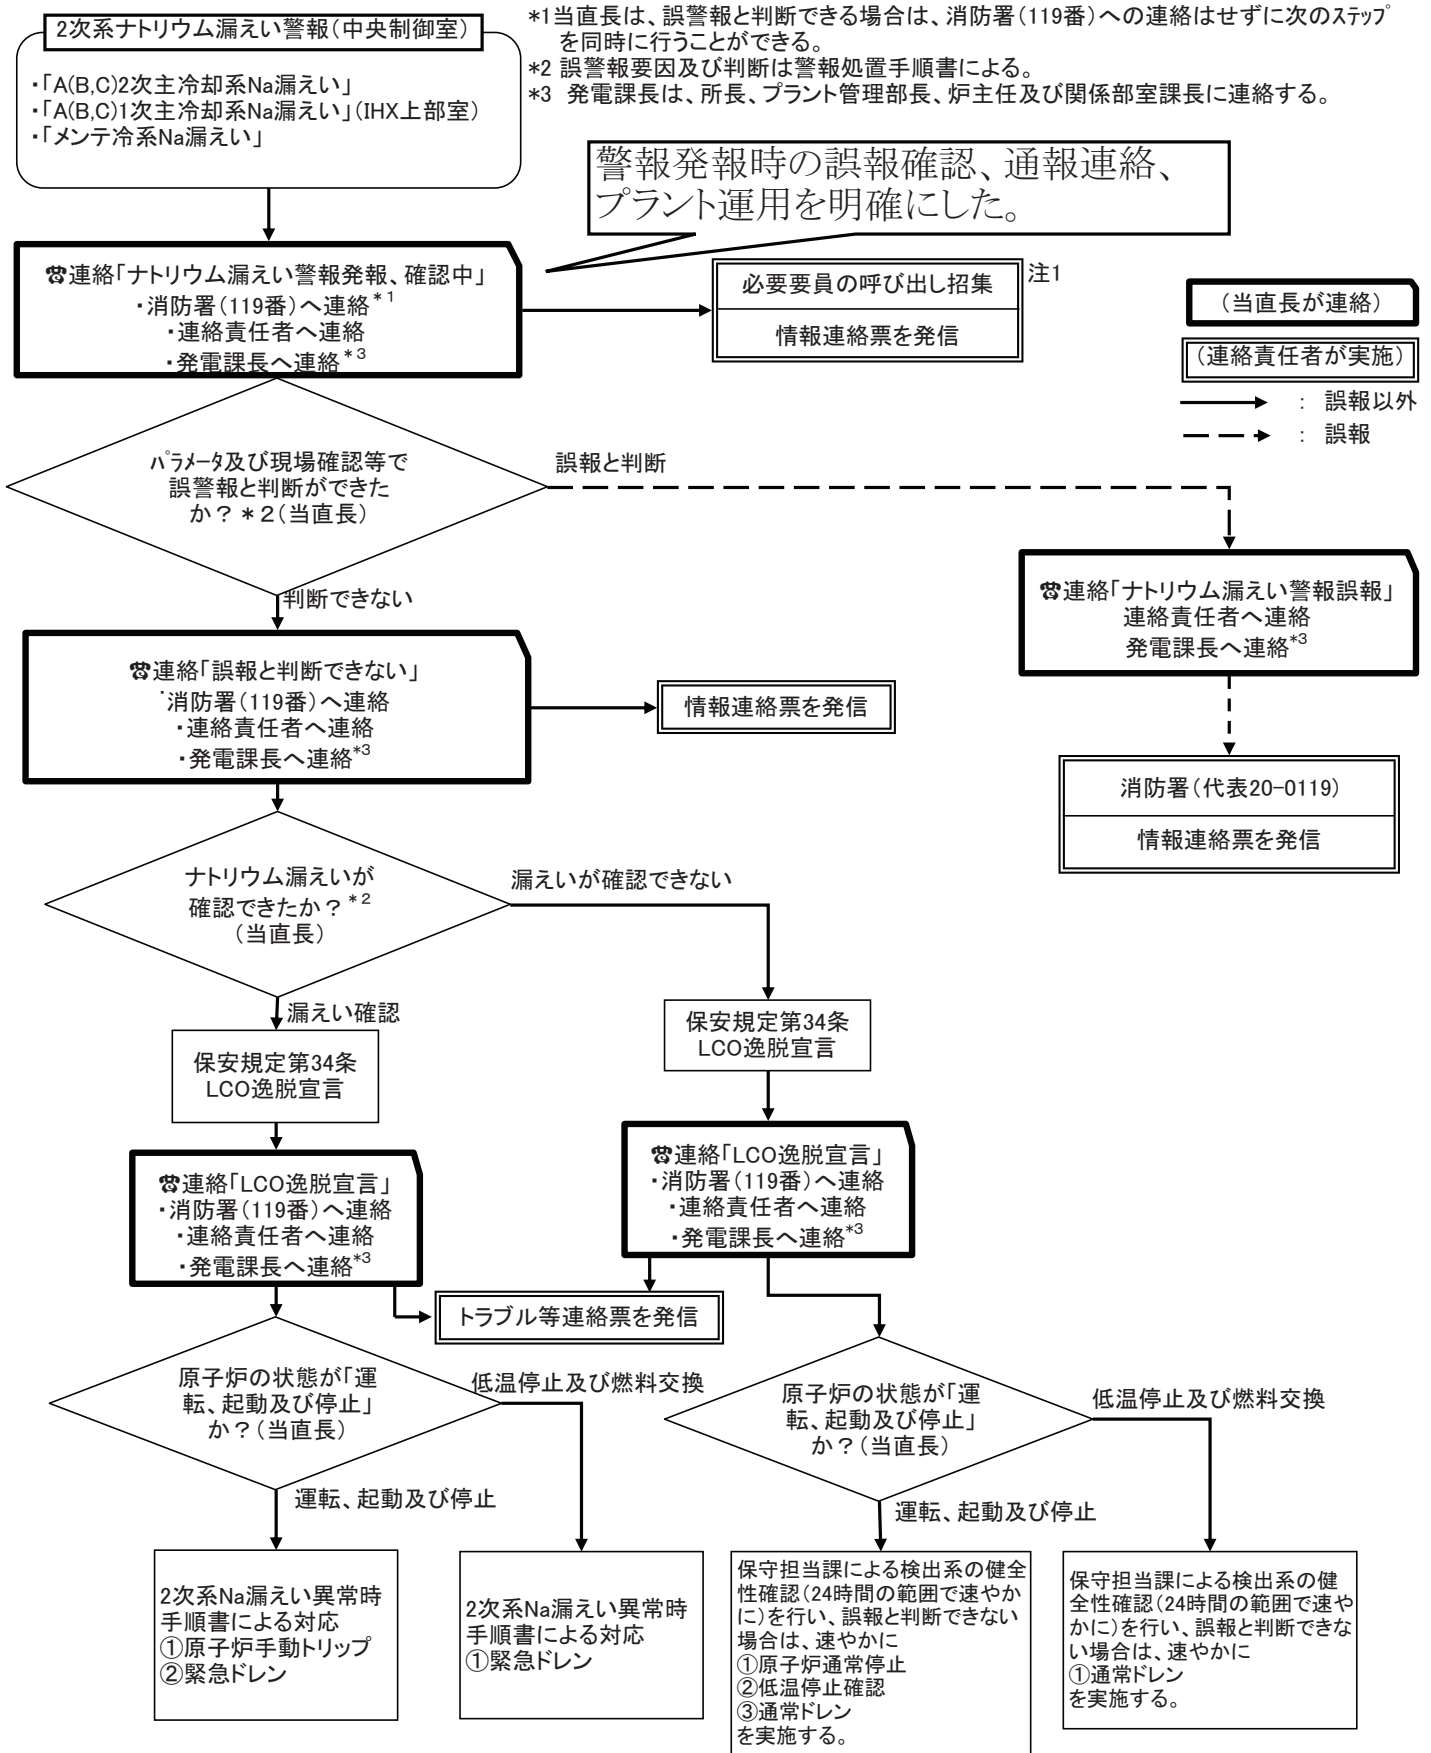 2次系ナトリウム漏えい警報(中央制御室)
・「A(B,C)2次主冷却系Na漏えい」
・「A(B,C)1次主冷却系Na漏えい」(IHX上部室)
・「メンテ冷系Na漏えい」
*1当直長は、誤警報と判断できる場合は、消防署(119番)への連絡はせずに次のステップ
を同時に行うことができる。
*2 誤警報要因及び判断は警報処置手順書による。
*3 発電課長は、所長、プラント管理部長、炉主任及び関係部室課長に連絡する。
警報発報時の誤報確認、通報連絡、
プラント運用を明確にした。
☎連絡「ナトリウム漏えい警報発報、確認中」
・消防署(119番)へ連絡*1
・連絡責任者へ連絡
・発電課長へ連絡*3
必要要員の呼び出し招集
情報連絡票を発信
注1
(当直長が連絡)
(連絡責任者が実施)
: 誤報以外
: 誤報
パラメータ及び現場確認等で
誤警報と判断ができた
か?*2(当直長)
誤報と判断
判断できない
☎連絡「ナトリウム漏えい警報誤報」
連絡責任者へ連絡
発電課長へ連絡*3
☎連絡「誤報と判断できない」
・消防署(119番)へ連絡
・連絡責任者へ連絡
・発電課長へ連絡*3
情報連絡票を発信
消防署(代表20-0119)
情報連絡票を発信
ナトリウム漏えいが
確認できたか?*2
(当直長)
漏えいが確認できない
漏えい確認
保安規定第34条
LCO逸脱宣言
保安規定第34条
LCO逸脱宣言
☎連絡「LCO逸脱宣言」
・消防署(119番)へ連絡
・連絡責任者へ連絡
・発電課長へ連絡*3
☎連絡「LCO逸脱宣言」
・消防署(119番)へ連絡
・連絡責任者へ連絡
・発電課長へ連絡*3
トラブル等連絡票を発信
原子炉の状態が「運
転、起動及び停止」
か?(当直長)
低温停止及び燃料交換
運転、起動及び停止
原子炉の状態が「運
転、起動及び停止」
か?(当直長)
低温停止及び燃料交換
運転、起動及び停止
2次系Na漏えい異常時
手順書による対応
①原子炉手動トリップ
②緊急ドレン
2次系Na漏えい異常時
手順書による対応
①緊急ドレン
保守担当課による検出系の健全
性確認(24時間の範囲で速やか
に)を行い、誤報と判断できない
場合は、速やかに
①原子炉通常停止
②低温停止確認
③通常ドレン
を実施する。
保守担当課による検出系の健
全性確認(24時間の範囲で速や
かに)を行い、誤報と判断できな
い場合は、速やかに
①通常ドレン
を実施する。